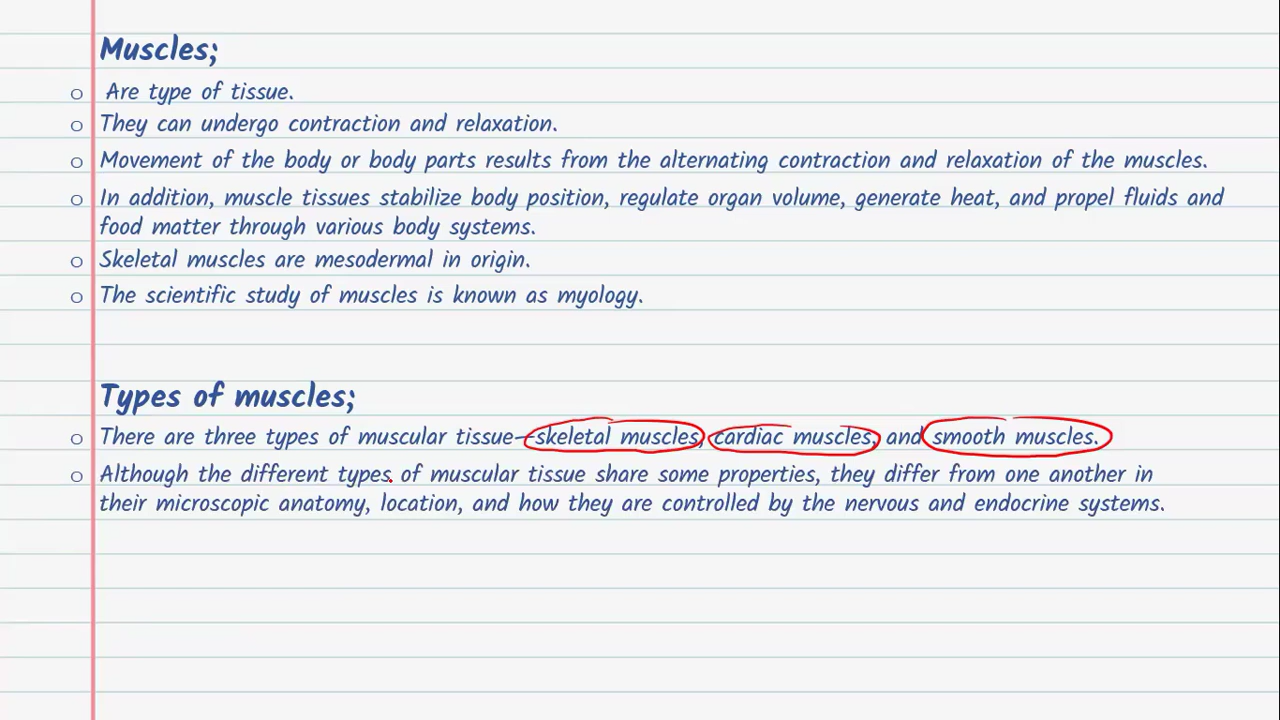 Muscles;
o Are type of tissue.
o They can undergo contraction and relaxation.
o Movement of the body or body parts results from the alternating contraction and relaxation of the muscles.
o In addition, muscle tissues stabilize body position, regulate organ volume, generate heat, and propel fluids and
food matter through various body systems.
o Skeletal muscles are mesodermal in origin.
o The scientific study of muscles is known as myology.
Types of muscles;
o There are three types of muscular tissue—skeletal muscles, cardiac muscles, and smooth muscles.
o Although the different types of muscular tissue share some properties, they differ from one another in
their microscopic anatomy, location, and how they are controlled by the nervous and endocrine systems.